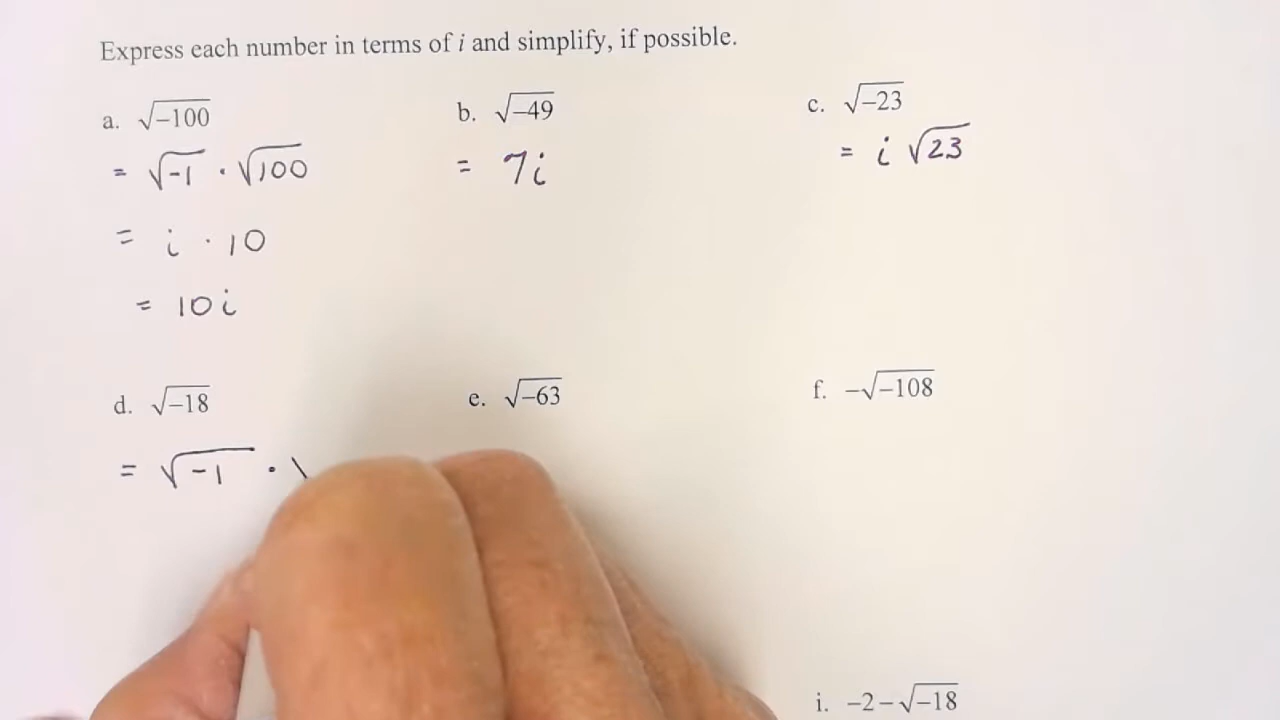 Express each number in terms of i and simplify, if possible.
a. √−100
= √-1 · √100
= i · 10
= 10i
b. √−49
= 7i
c. √−23
= i √23
d. √−18
= √-1 ·
e. √−63
f. −√−108
i. −2−√−18